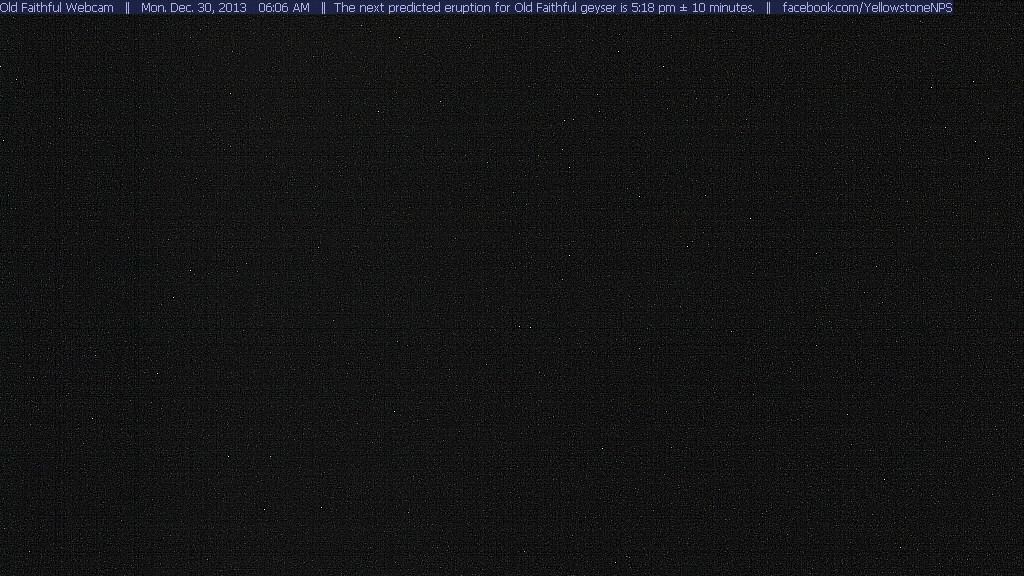 Old Faithful Webcam || Mon. Dec. 30, 2013 06:06 AM || The next predicted eruption for Old Faithful geyser is 5:18 pm ± 10 minutes. || facebook.com/YellowstoneNPS